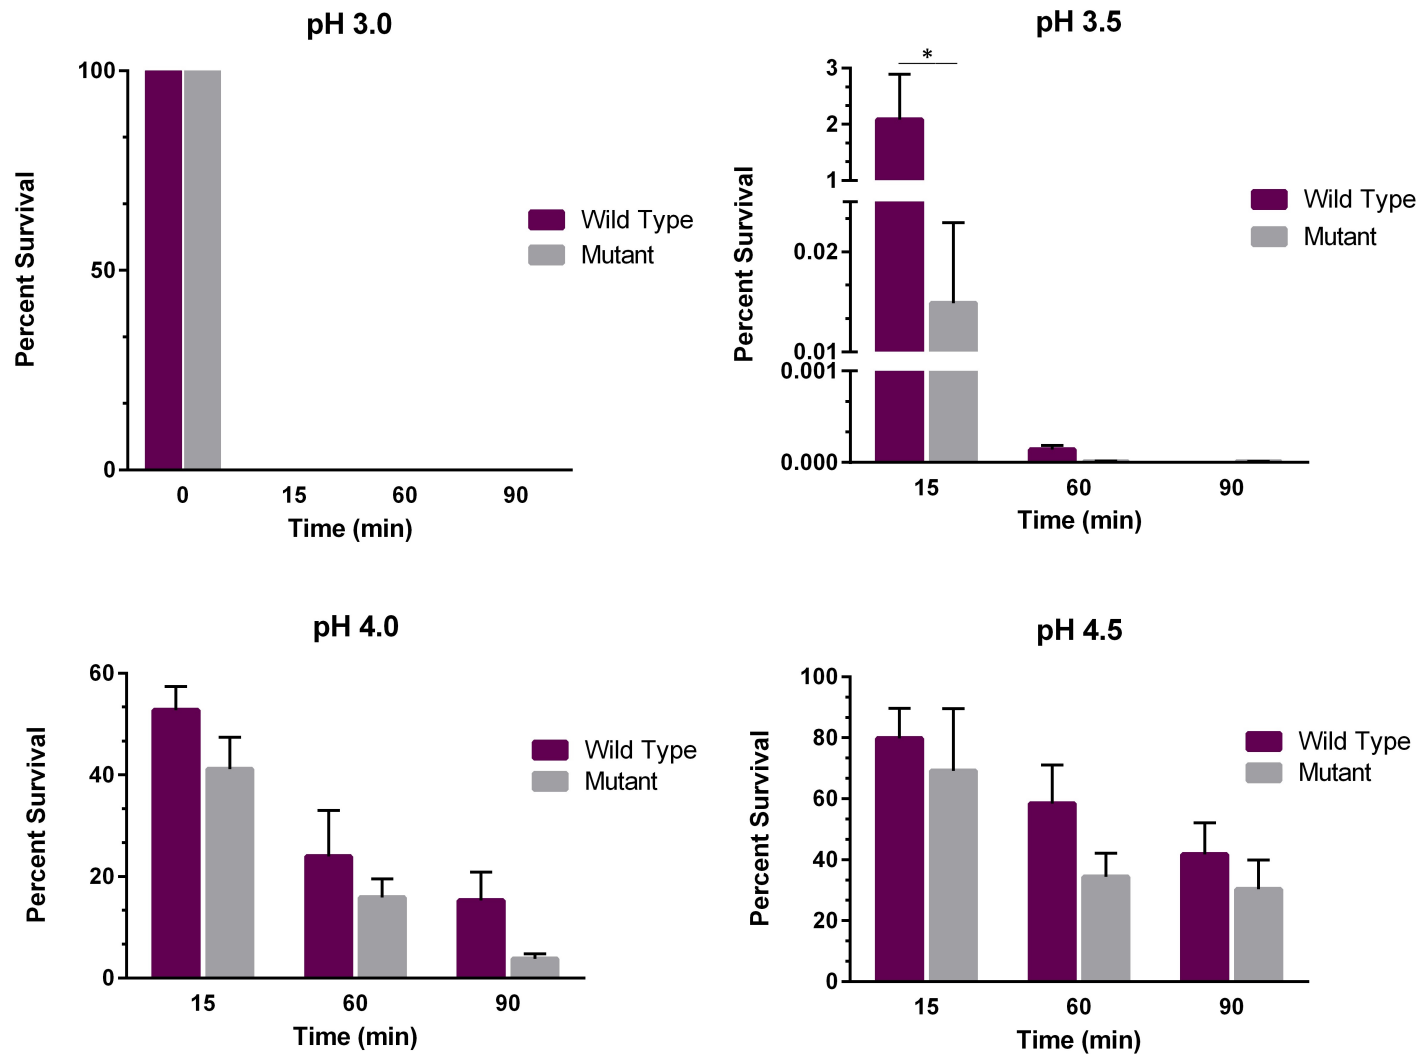 pH 3.0
100
50
0
Percent Survival
0 15 60 90
Time (min)
Wild Type
Mutant
pH 3.5
*
3
2
1
0.02
0.01
0.001
0.000
Percent Survival
15 60 90
Time (min)
Wild Type
Mutant
pH 4.0
60
40
20
0
Percent Survival
15 60 90
Time (min)
Wild Type
Mutant
pH 4.5
100
80
60
40
20
0
Percent Survival
15 60 90
Time (min)
Wild Type
Mutant